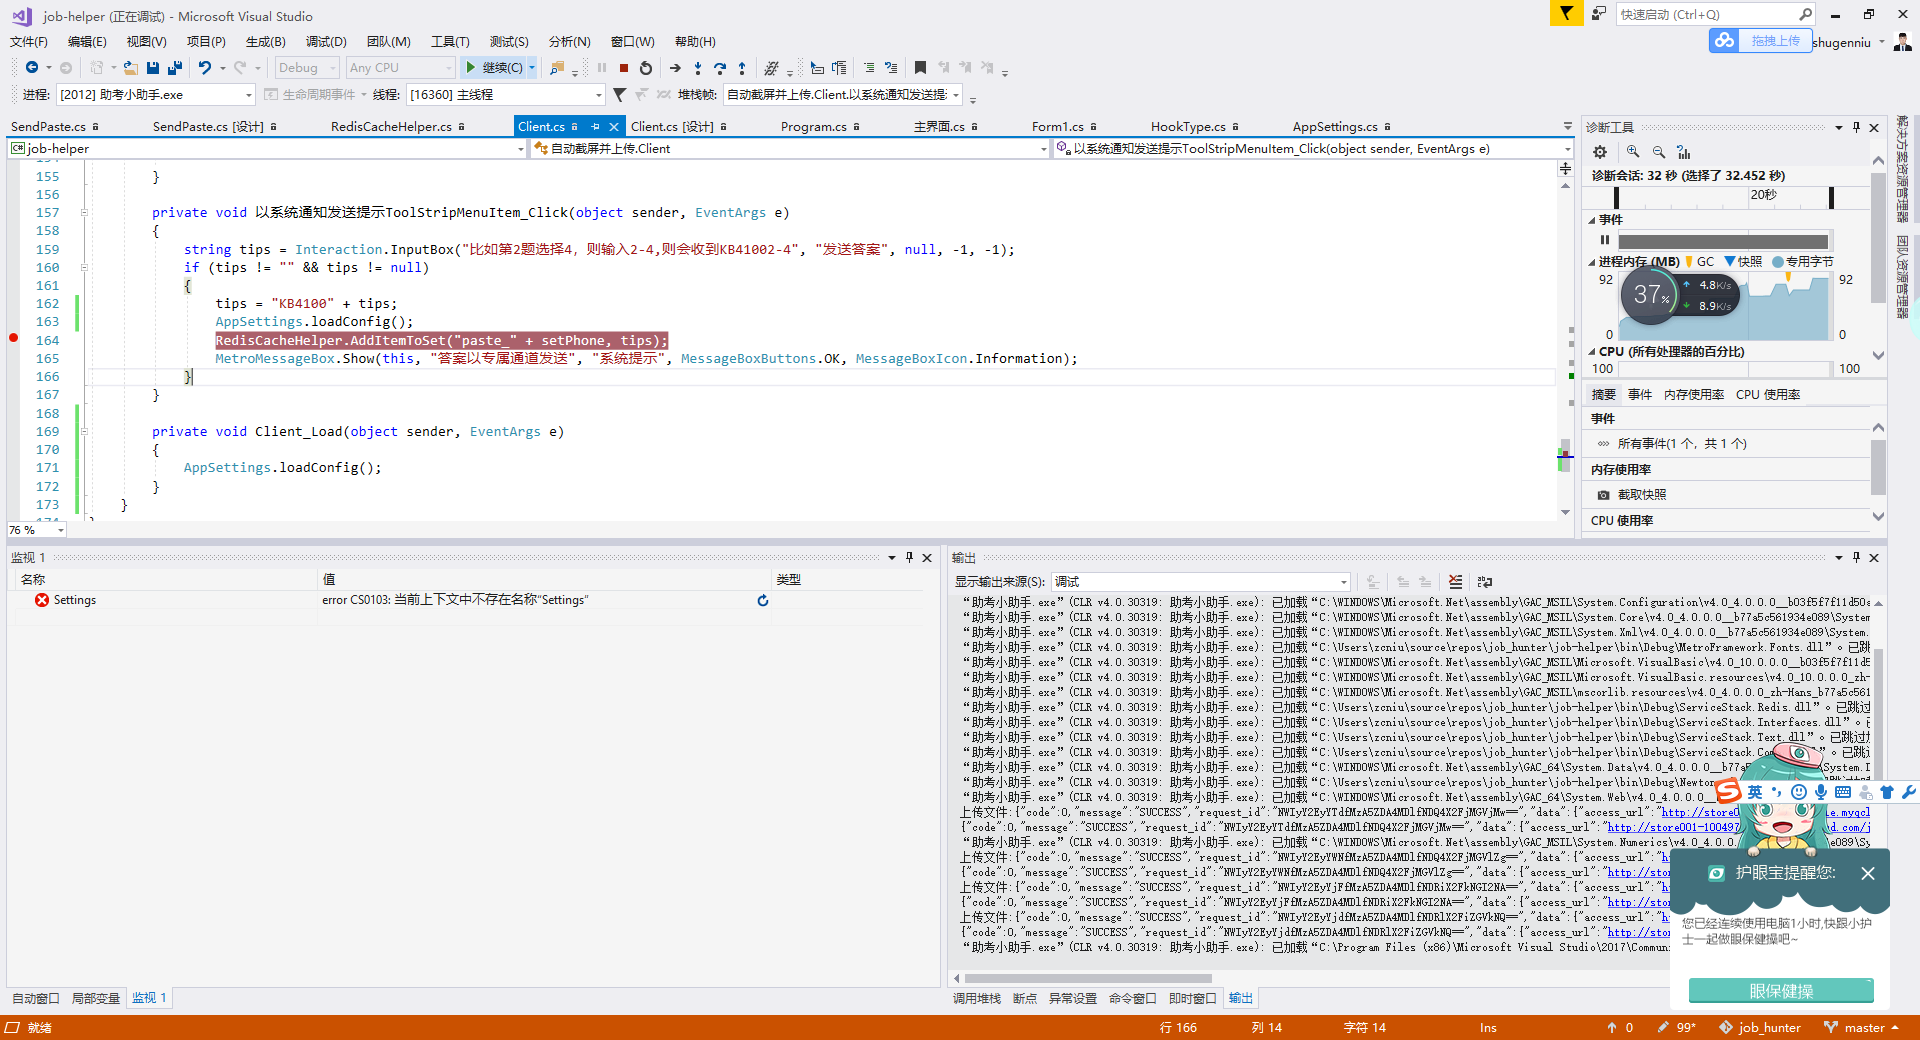 job-helper (正在调试) - Microsoft Visual Studio
快速启动 (Ctrl+Q)
文件(F) 编辑(E) 视图(V) 项目(P) 生成(B) 调试(D) 团队(M) 工具(T) 测试(S) 分析(N) 窗口(W) 帮助(H)
拖拽上传
shugenniu
Debug Any CPU 继续(C)
进程: [2012] 助考小助手.exe 生命周期事件 线程: [16360] 主线程 堆栈帧: 自动截屏并上传.Client.以系统通知发送提
SendPaste.cs SendPaste.cs [设计] RedisCacheHelper.cs Client.cs Client.cs [设计] Program.cs 主界面.cs Form1.cs HookType.cs AppSettings.cs
job-helper 自动截屏并上传.Client 以系统通知发送提示ToolStripMenuItem_Click(object sender, EventArgs e)
155 }
156
157 private void 以系统通知发送提示ToolStripMenuItem_Click(object sender, EventArgs e)
158 {
159 string tips = Interaction.InputBox("比如第2题选择4, 则输入2-4,则会收到KB41002-4", "发送答案", null, -1, -1);
160 if (tips != "" && tips != null)
161 {
162 tips = "KB4100" + tips;
163 AppSettings.loadConfig();
164 RedisCacheHelper.AddItemToSet("paste_" + setPhone, tips);
165 MetroMessageBox.Show(this, "答案以专属通道发送", "系统提示", MessageBoxButtons.OK, MessageBoxIcon.Information);
166 }
167 }
168
169 private void Client_Load(object sender, EventArgs e)
170 {
171 AppSettings.loadConfig();
172 }
173 }
76 %
诊断工具
诊断会话: 32 秒 (选择了 32.452 秒)
20秒
事件
进程内存 (MB) GC 快照 专用字节
92 92
37% 4.8K/s
8.9K/s
0 0
CPU (所有处理器的百分比)
100 100
摘要 事件 内存使用率 CPU 使用率
事件
所有事件(1 个, 共 1 个)
内存使用率
截取快照
CPU 使用率
解决方案资源管理器
团队资源管理器
监视 1
名称 值 类型
Settings error CS0103: 当前上下文中不存在名称“Settings”
自动窗口 局部变量 监视 1
输出
显示输出来源(S): 调试
“助考小助手.exe”(CLR v4.0.30319: 助考小助手.exe): 已加载“C:\WINDOWS\Microsoft.Net\assembly\GAC_MSIL\System.Configuration\v4.0_4.0.0.0__b03f5f7f11d50a
“助考小助手.exe”(CLR v4.0.30319: 助考小助手.exe): 已加载“C:\WINDOWS\Microsoft.Net\assembly\GAC_MSIL\System.Core\v4.0_4.0.0.0__b77a5c561934e089\System
“助考小助手.exe”(CLR v4.0.30319: 助考小助手.exe): 已加载“C:\WINDOWS\Microsoft.Net\assembly\GAC_MSIL\System.Xml\v4.0_4.0.0.0__b77a5c561934e089\System.
“助考小助手.exe”(CLR v4.0.30319: 助考小助手.exe): 已加载“C:\Users\zcniu\source\repos\job_hunter\job-helper\bin\Debug\MetroFramework.Fonts.dll”。已跳
“助考小助手.exe”(CLR v4.0.30319: 助考小助手.exe): 已加载“C:\WINDOWS\Microsoft.Net\assembly\GAC_MSIL\Microsoft.VisualBasic\v4.0_10.0.0.0__b03f5f7f11d5
“助考小助手.exe”(CLR v4.0.30319: 助考小助手.exe): 已加载“C:\WINDOWS\Microsoft.Net\assembly\GAC_MSIL\Microsoft.VisualBasic.resources\v4.0_10.0.0.0_zh-
“助考小助手.exe”(CLR v4.0.30319: 助考小助手.exe): 已加载“C:\WINDOWS\Microsoft.Net\assembly\GAC_MSIL\mscorlib.resources\v4.0_4.0.0.0_zh-Hans_b77a5c561
“助考小助手.exe”(CLR v4.0.30319: 助考小助手.exe): 已加载“C:\Users\zcniu\source\repos\job_hunter\job-helper\bin\Debug\ServiceStack.Redis.dll”。已跳过
“助考小助手.exe”(CLR v4.0.30319: 助考小助手.exe): 已加载“C:\Users\zcniu\source\repos\job_hunter\job-helper\bin\Debug\ServiceStack.Interfaces.dll”。
“助考小助手.exe”(CLR v4.0.30319: 助考小助手.exe): 已加载“C:\Users\zcniu\source\repos\job_hunter\job-helper\bin\Debug\ServiceStack.Text.dll”。已跳过
“助考小助手.exe”(CLR v4.0.30319: 助考小助手.exe): 已加载“C:\Users\zcniu\source\repos\job_hunter\job-helper\bin\Debug\ServiceStack.Co
“助考小助手.exe”(CLR v4.0.30319: 助考小助手.exe): 已加载“C:\WINDOWS\Microsoft.Net\assembly\GAC_64\System.Data\v4.0_4.0.0.0__b77a
“助考小助手.exe”(CLR v4.0.30319: 助考小助手.exe): 已加载“C:\Users\zcniu\source\repos\job_hunter\job-helper\bin\Debug\Newton
“助考小助手.exe”(CLR v4.0.30319: 助考小助手.exe): 已加载“C:\WINDOWS\Microsoft.Net\assembly\GAC_64\System.Web\v4.0_4.0.0.0__
上传文件:{"code":0,"message":"SUCCESS","request_id":"NWIyY2EyYTdfMzA5ZDA4MDlfNDQ4X2FjMGVjMw==","data":{"access_url":"http://store0
{"code":0,"message":"SUCCESS","request_id":"NWIyY2EyYTdfMzA5ZDA4MDlfNDQ4X2FjMGVjMw==","data":{"access_url":"http://store001-100497
“助考小助手.exe”(CLR v4.0.30319: 助考小助手.exe): 已加载“C:\WINDOWS\Microsoft.Net\assembly\GAC_MSIL\System.Numerics\v4.0_4.0.0.0
上传文件:{"code":0,"message":"SUCCESS","request_id":"NWIyY2EyYWNfMzA5ZDA4MDlfNDQ4X2FjMGVlZg==","data":{"access_url":"
{"code":0,"message":"SUCCESS","request_id":"NWIyY2EyYWNfMzA5ZDA4MDlfNDQ4X2FjMGVlZg==","data":{"access_url":"http://sto
上传文件:{"code":0,"message":"SUCCESS","request_id":"NWIyY2EyYjFfMzA5ZDA4MDlfNDRiX2FkNGI2NA==","data":{"access_url":"
{"code":0,"message":"SUCCESS","request_id":"NWIyY2EyYjFfMzA5ZDA4MDlfNDRiX2FkNGI2NA==","data":{"access_url":"http://sto
上传文件:{"code":0,"message":"SUCCESS","request_id":"NWIyY2EyYjdfMzA5ZDA4MDlfNDRlX2FiZGVkNQ==","data":{"access_url":"
{"code":0,"message":"SUCCESS","request_id":"NWIyY2EyYjdfMzA5ZDA4MDlfNDRlX2FiZGVkNQ==","data":{"access_url":"http://sto
“助考小助手.exe”(CLR v4.0.30319: 助考小助手.exe): 已加载“C:\Program Files (x86)\Microsoft Visual Studio\2017\Commun
英
护眼宝提醒您:
您已经连续使用电脑1小时,快跟小护
士一起做眼保健操吧~
眼保健操
调用堆栈 断点 异常设置 命令窗口 即时窗口 输出
就绪 行 166 列 14 字符 14 Ins 0 99* job_hunter master